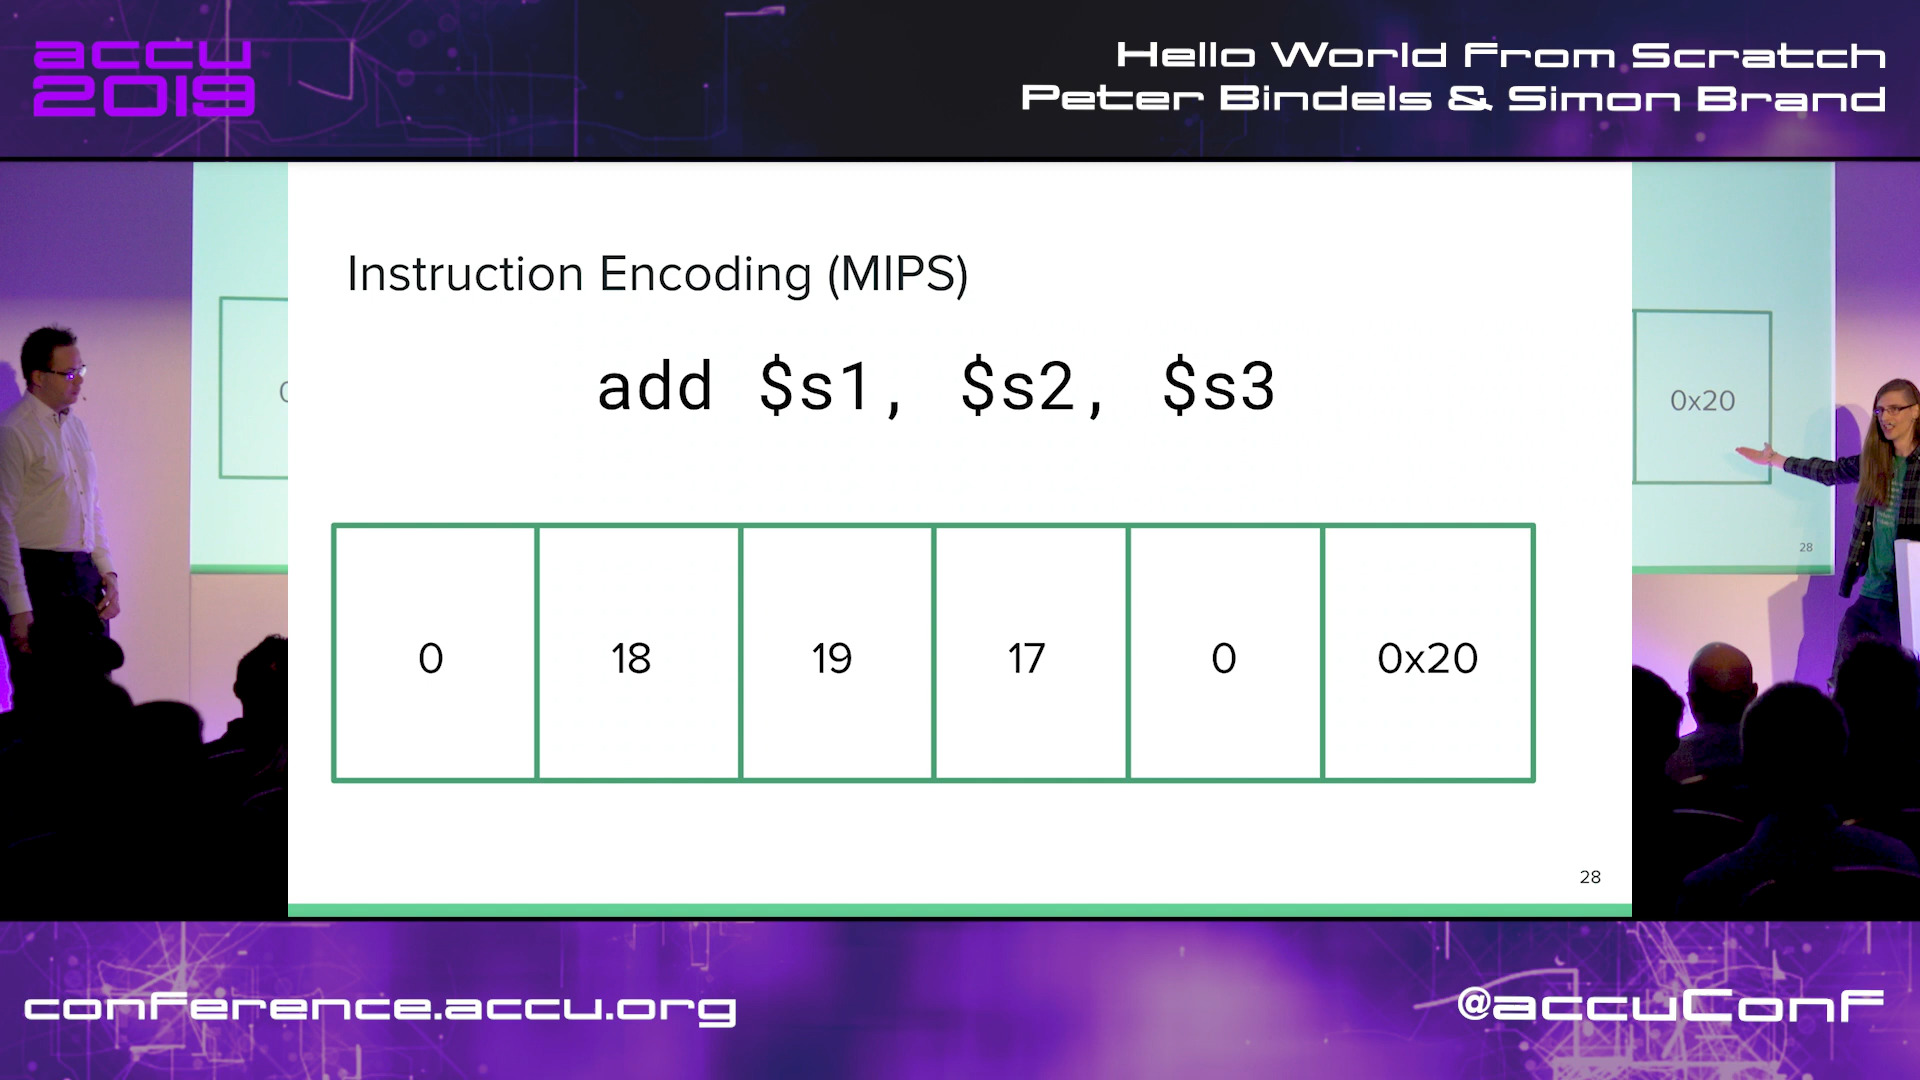 accu
2019
Hello World From Scratch
Peter Bindels & Simon Brand
Instruction Encoding (MIPS)
add $s1, $s2, $s3
0 18 19 17 0 0x20
28
0x20
28
conference.accu.org
@accuConf